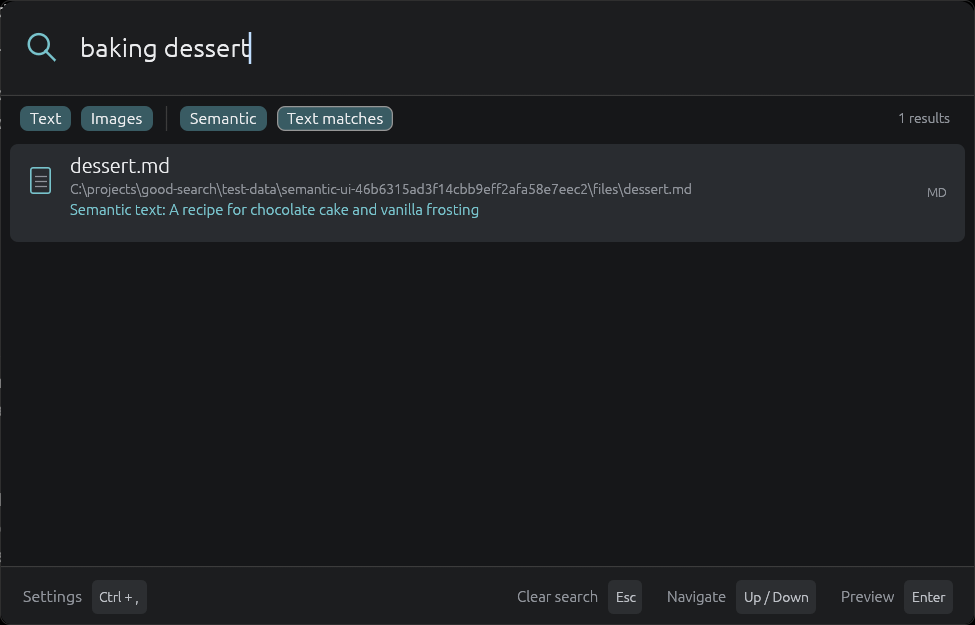 baking dessert
Text Images Semantic Text matches 1 results
dessert.md
C:\projects\good-search\test-data\semantic-ui-46b6315ad3f14cbb9eff2afa58e7eec2\files\dessert.md
MD
Semantic text: A recipe for chocolate cake and vanilla frosting
Settings Ctrl + , Clear search Esc Navigate Up / Down Preview Enter